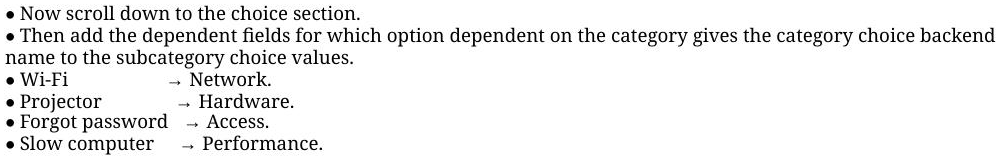 ● Now scroll down to the choice section.
● Then add the dependent fields for which option dependent on the category gives the category choice backend
name to the subcategory choice values.
● Wi-Fi → Network.
● Projector → Hardware.
● Forgot password → Access.
● Slow computer → Performance.